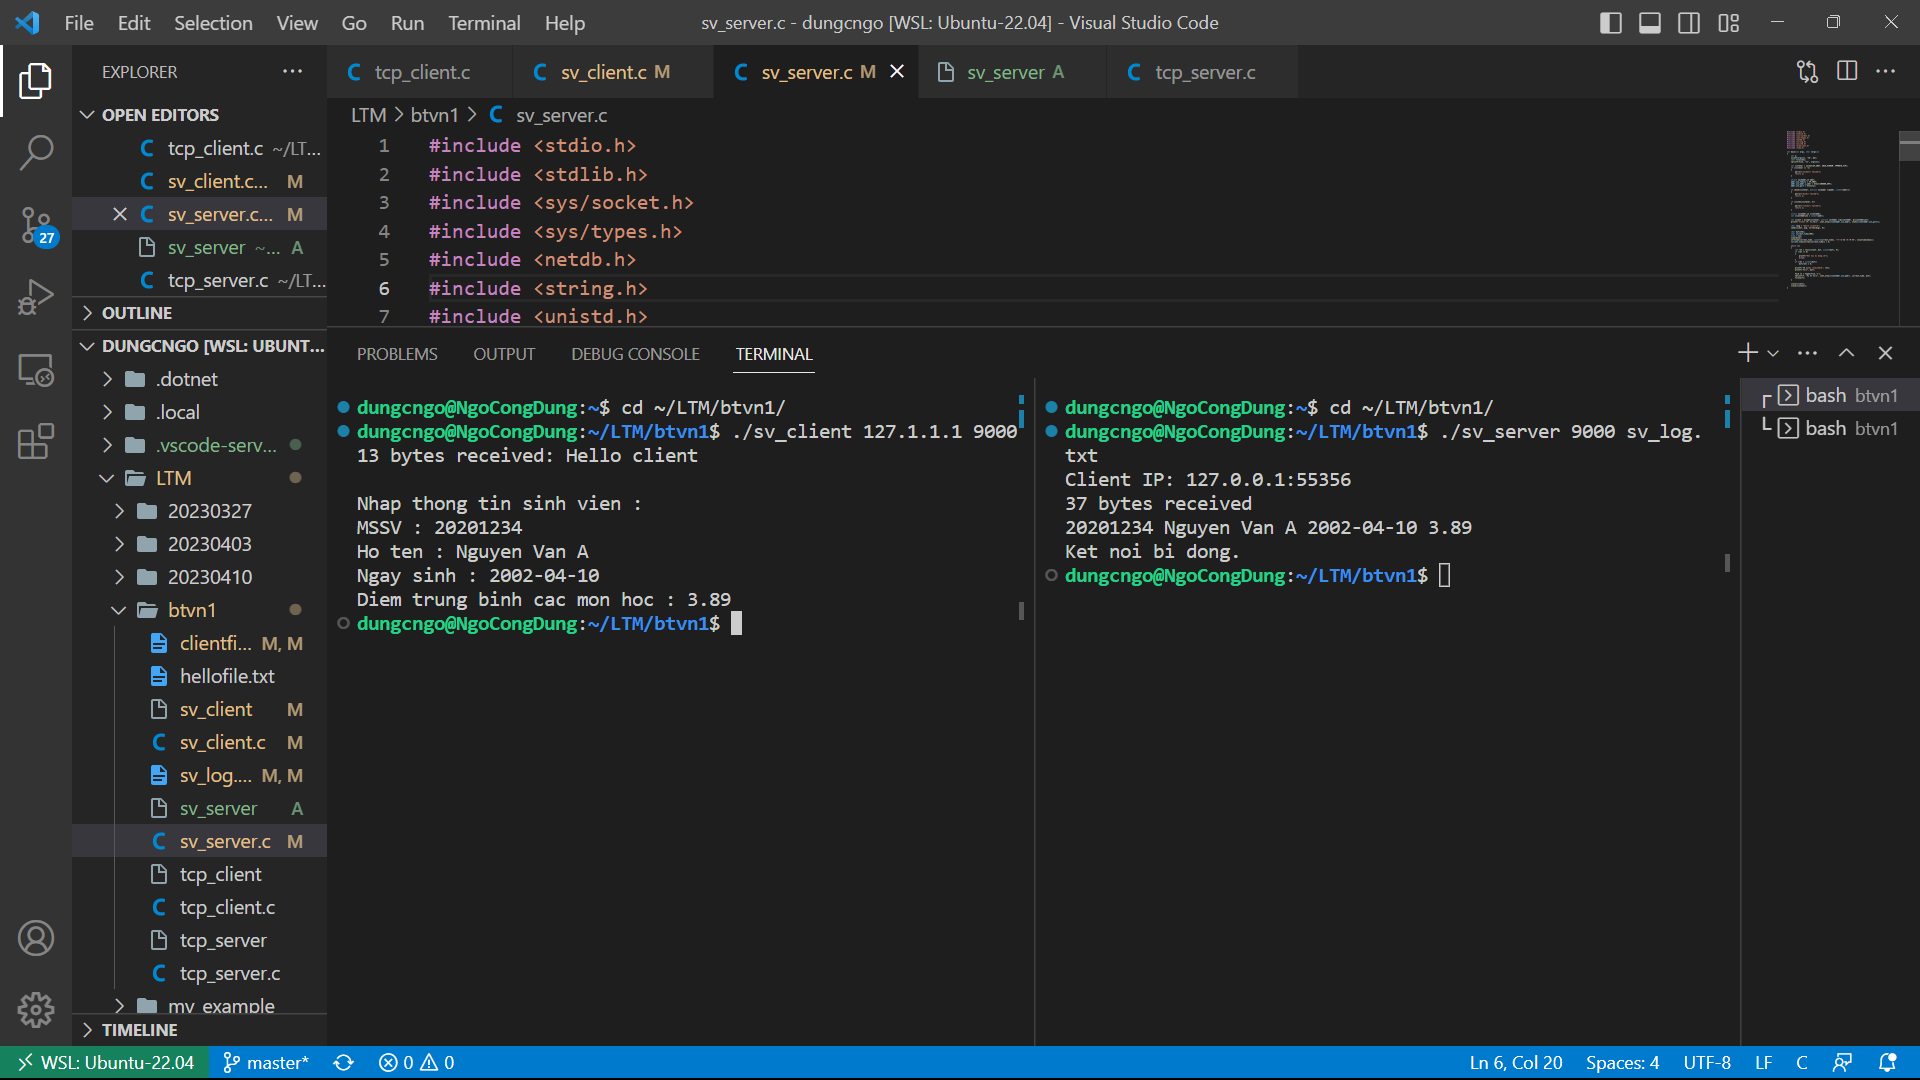 File Edit Selection View Go Run Terminal Help
sv_server.c - dungcngo [WSL: Ubuntu-22.04] - Visual Studio Code
EXPLORER
OPEN EDITORS
tcp_client.c ~/LT...
sv_client.c... M
sv_server.c... M
sv_server ~... A
tcp_server.c ~/LT...
OUTLINE
DUNGCNGO [WSL: UBUNT...
.dotnet
.local
.vscode-serv...
LTM
20230327
20230403
20230410
btvn1
clientfi... M, M
hellofile.txt
sv_client M
sv_client.c M
sv_log.... M, M
sv_server A
sv_server.c M
tcp_client
tcp_client.c
tcp_server
tcp_server.c
my_example
TIMELINE
27
tcp_client.c
sv_client.c M
sv_server.c M
sv_server A
tcp_server.c
LTM > btvn1 > C sv_server.c
1 #include <stdio.h>
2 #include <stdlib.h>
3 #include <sys/socket.h>
4 #include <sys/types.h>
5 #include <netdb.h>
6 #include <string.h>
7 #include <unistd.h>
PROBLEMS OUTPUT DEBUG CONSOLE TERMINAL
dungcngo@NgoCongDung:~$ cd ~/LTM/btvn1/
dungcngo@NgoCongDung:~/LTM/btvn1$ ./sv_client 127.1.1.1 9000
13 bytes received: Hello client
Nhap thong tin sinh vien :
MSSV : 20201234
Ho ten : Nguyen Van A
Ngay sinh : 2002-04-10
Diem trung binh cac mon hoc : 3.89
dungcngo@NgoCongDung:~/LTM/btvn1$
dungcngo@NgoCongDung:~$ cd ~/LTM/btvn1/
dungcngo@NgoCongDung:~/LTM/btvn1$ ./sv_server 9000 sv_log.
txt
Client IP: 127.0.0.1:55356
37 bytes received
20201234 Nguyen Van A 2002-04-10 3.89
Ket noi bi dong.
dungcngo@NgoCongDung:~/LTM/btvn1$
bash btvn1
bash btvn1
WSL: Ubuntu-22.04 master* 0 0
Ln 6, Col 20 Spaces: 4 UTF-8 LF C